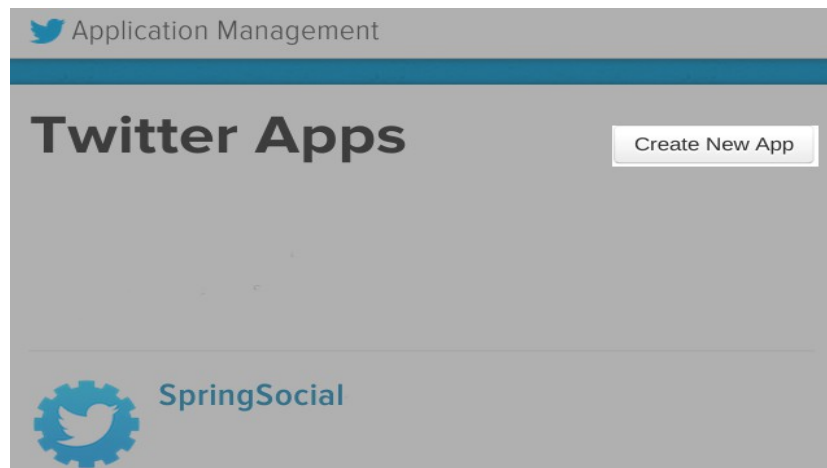 Application Management
Twitter Apps
Create New App
SpringSocial